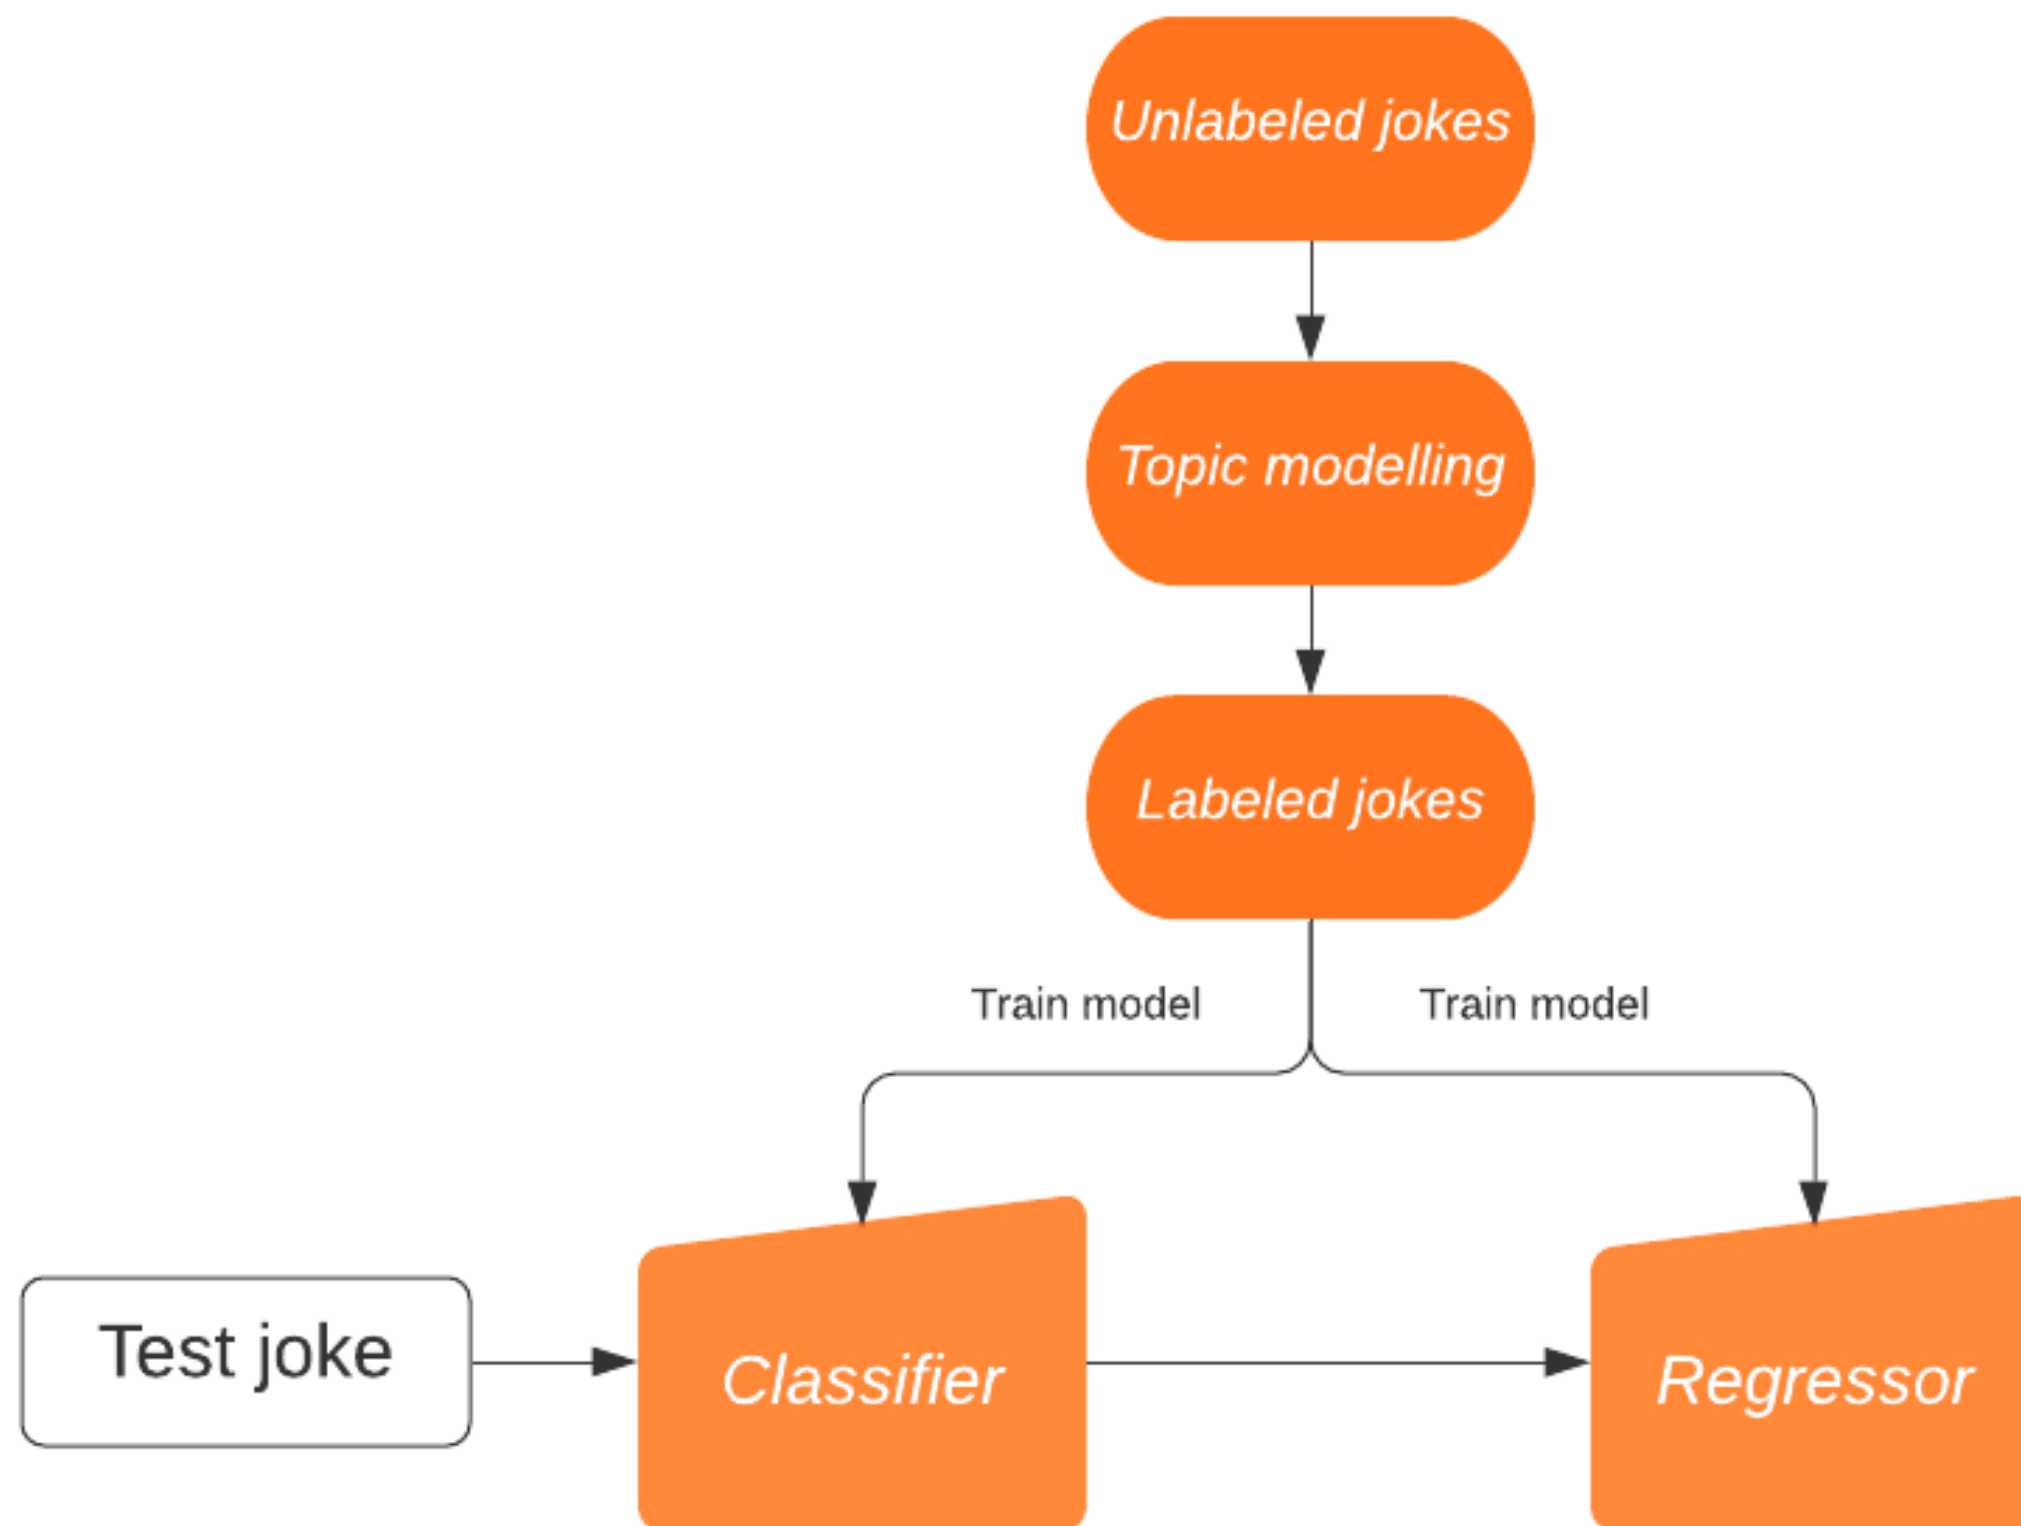 Unlabeled jokes
Topic modelling
Labeled jokes
Train model
Train model
Test joke
Classifier
Regressor